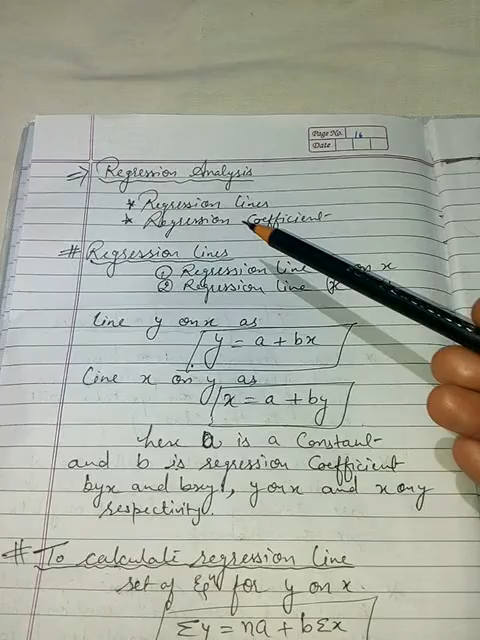 Page No. 16
Date
⇒ Regression Analysis
* Regression lines
* Regression Coefficient
# Regression lines
① Regression line on x
② Regression line (x
line y on x as
y = a + bx
Line x on y as
x = a + by
here a is a Constant
and b is regression Coefficient
byx and bxy, y on x and x on y
respectivity.
# To calculate regression line
set of Eqn for y on x.
Σy = na + bΣx